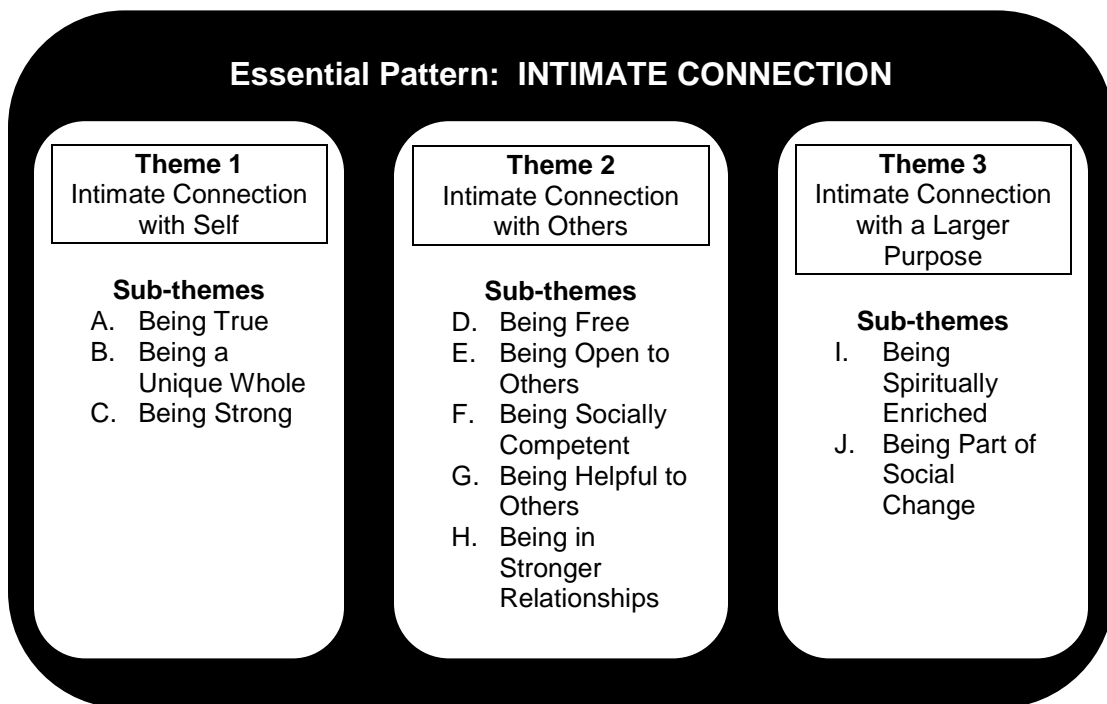 Essential Pattern: INTIMATE CONNECTION
Theme 1
Intimate Connection
with Self
Sub-themes
A. Being True
B. Being a
Unique Whole
C. Being Strong
Theme 2
Intimate Connection
with Others
Sub-themes
D. Being Free
E. Being Open to
Others
F. Being Socially
Competent
G. Being Helpful to
Others
H. Being in
Stronger
Relationships
Theme 3
Intimate Connection
with a Larger
Purpose
Sub-themes
I. Being
Spiritually
Enriched
J. Being Part of
Social
Change